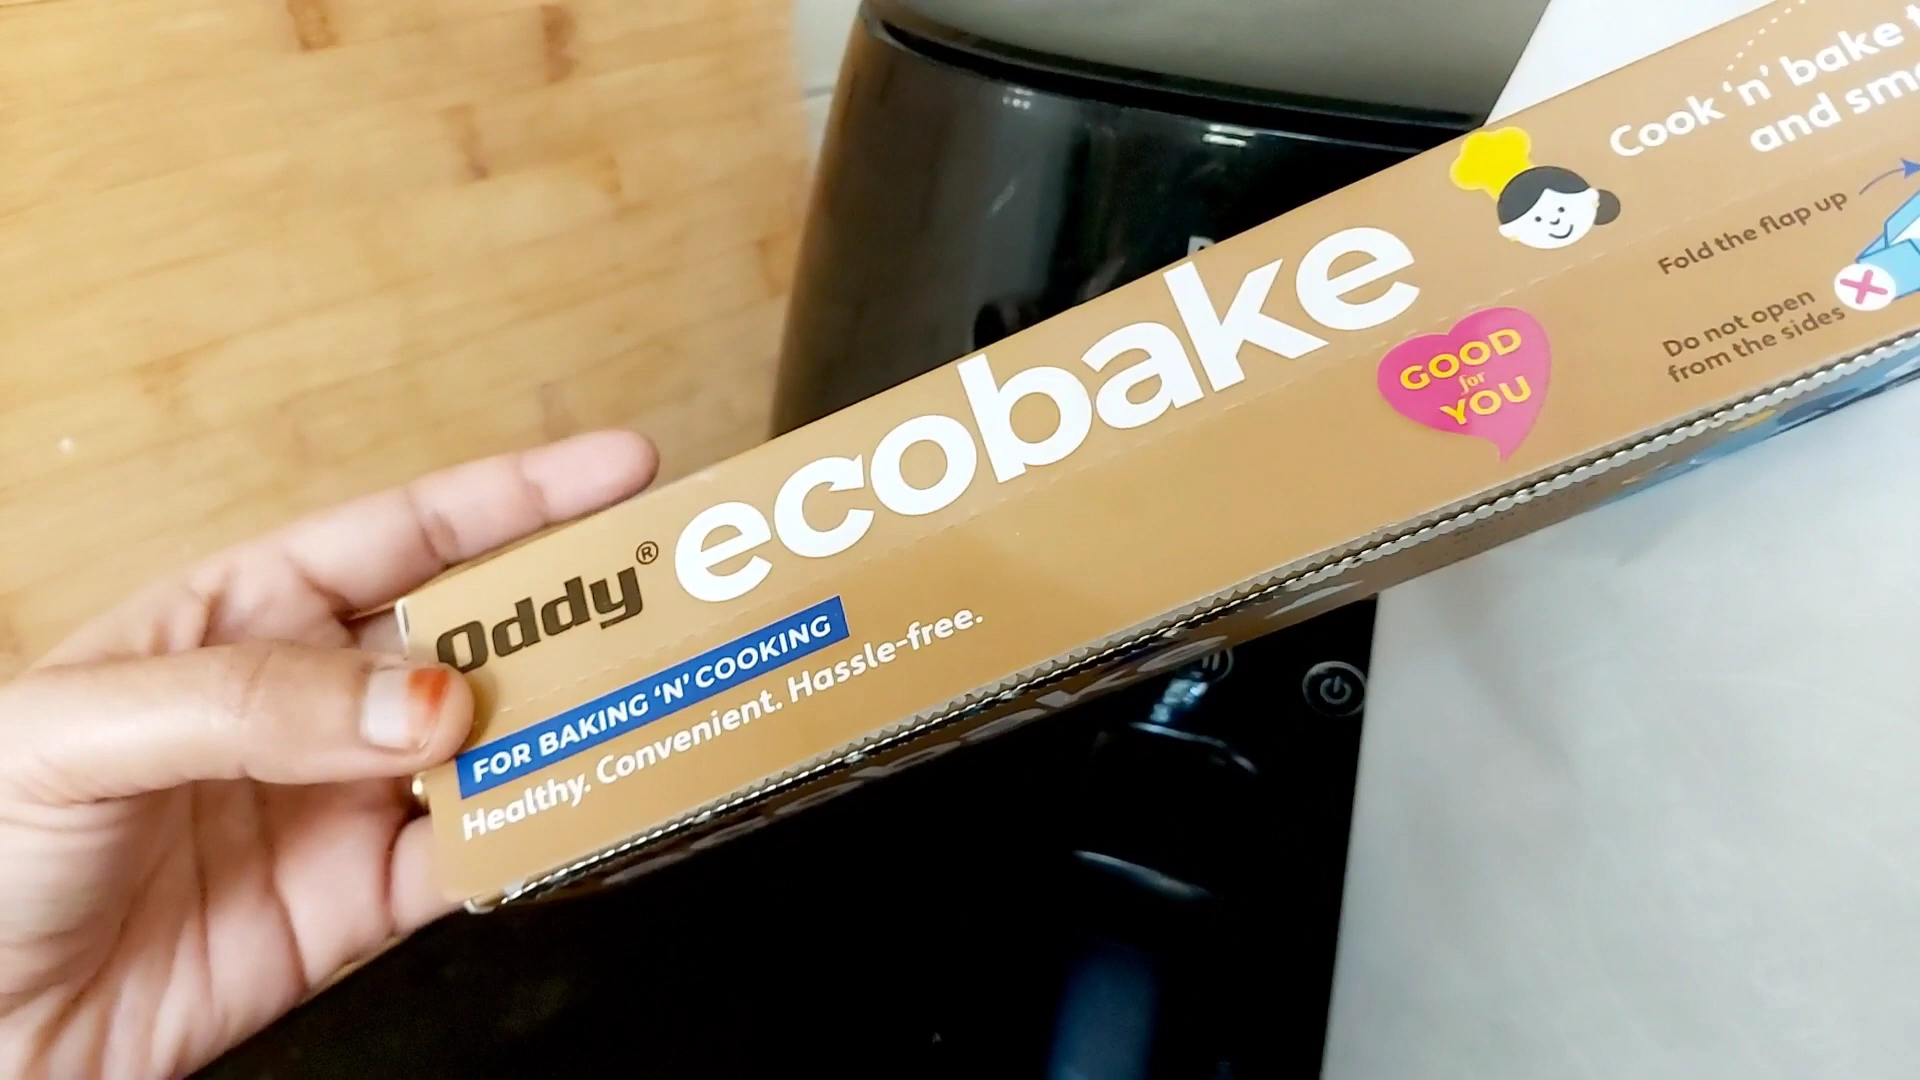 Oddy® ecobake
FOR BAKING 'N' COOKING
Healthy. Convenient. Hassle-free.
GOOD
for
YOU
Cook 'n' bake
and
Fold the flap up
Do not open
from the sides